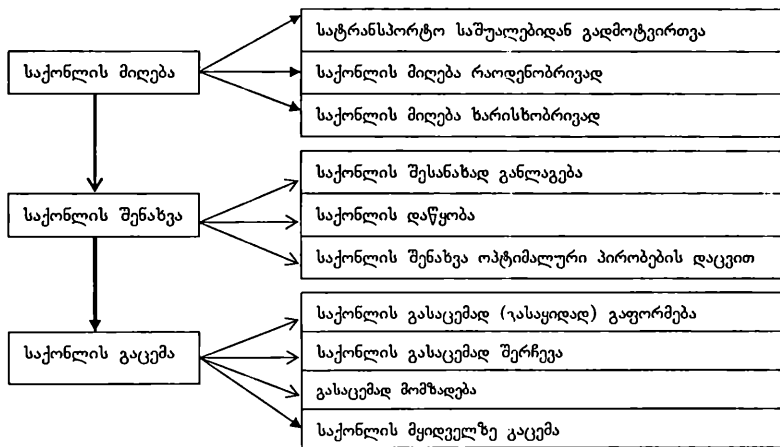 სატრანსპორტო საშუალებიდან გადმოტვირთვა
საქონლის მიღება
საქონლის მიღება რაოდენობრივად
საქონლის მიღება ხარისხობრივად
საქონლის შესანახად განლაგება
საქონლის შენახვა
საქონლის დაწყობა
საქონლის შენახვა ოპტიმალური პირობების დაცვით
საქონლის გასაცემად (გასაყიდად) გაფორმება
საქონლის გაცემა
საქონლის გასაცემად შერჩევა
გასაცემად მომზადება
საქონლის მყიდველზე გაცემა